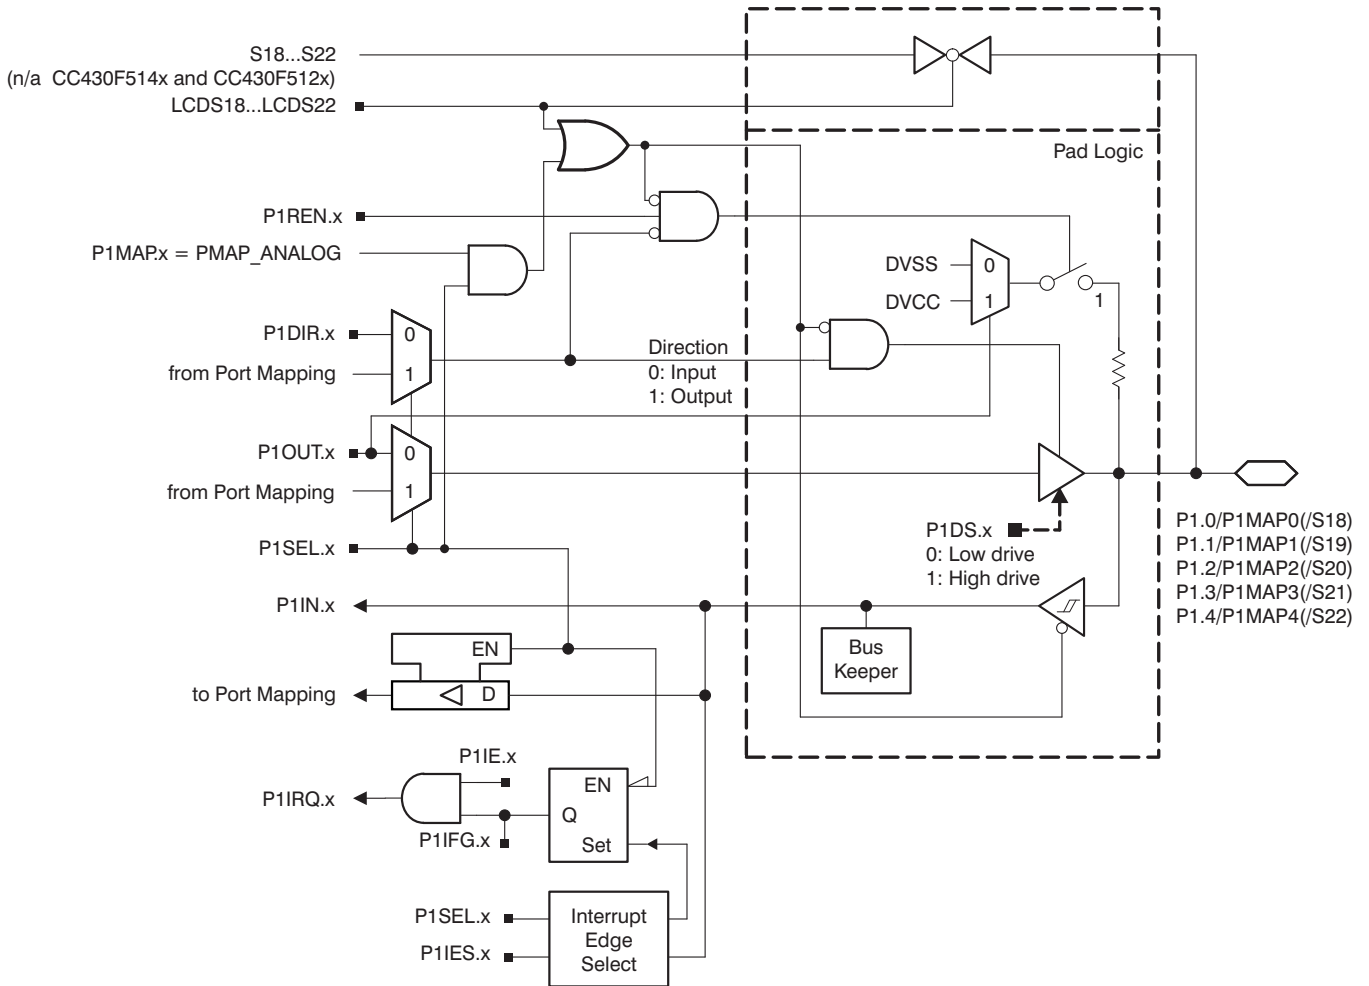 S18...S22
(n/a CC430F514x and CC430F512x)
LCDS18...LCDS22
Pad Logic
P1REN.x
P1MAP.x = PMAP_ANALOG
DVSS
0
DVCC
1
1
P1DIR.x
0
from Port Mapping
1
Direction
0: Input
1: Output
P1OUT.x
0
from Port Mapping
1
P1DS.x
0: Low drive
1: High drive
P1.0/P1MAP0(/S18)
P1.1/P1MAP1(/S19)
P1.2/P1MAP2(/S20)
P1.3/P1MAP3(/S21)
P1.4/P1MAP4(/S22)
P1SEL.x
P1IN.x
Bus
Keeper
EN
to Port Mapping
D
P1IE.x
P1IRQ.x
EN
Q
P1IFG.x
Set
P1SEL.x
P1IES.x
Interrupt
Edge
Select